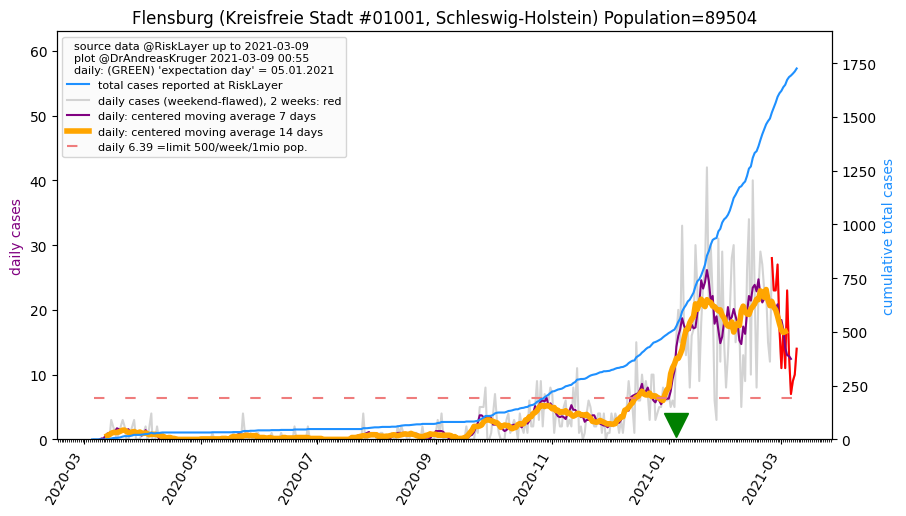 Flensburg (Kreisfreie Stadt #01001, Schleswig-Holstein) Population=89504
source data @RiskLayer up to 2021-03-09
plot @DrAndreasKruger 2021-03-09 00:55
daily: (GREEN) 'expectation day' = 05.01.2021
total cases reported at RiskLayer
daily cases (weekend-flawed), 2 weeks: red
daily: centered moving average 7 days
daily: centered moving average 14 days
daily 6.39 =limit 500/week/1mio pop.
daily cases
60
50
40
30
20
10
0
cumulative total cases
1750
1500
1250
1000
750
500
250
0
2020-03
2020-05
2020-07
2020-09
2020-11
2021-01
2021-03